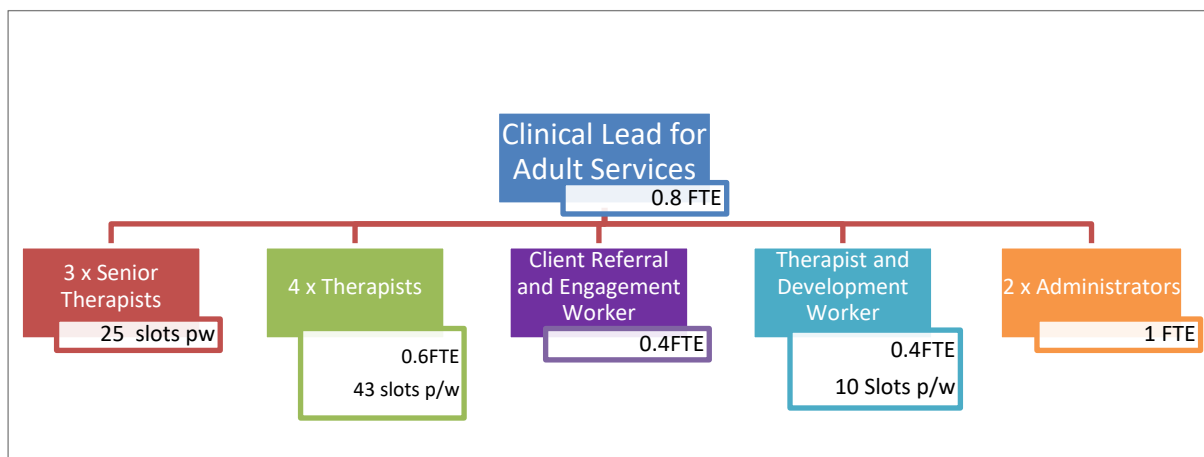 Clinical Lead for
Adult Services
0.8 FTE
3 x Senior
Therapists
25 slots pw
4 x Therapists
0.6FTE
43 slots p/w
Client Referral
and Engagement
Worker
0.4FTE
Therapist and
Development
Worker
0.4FTE
10 Slots p/w
2 x Administrators
1 FTE